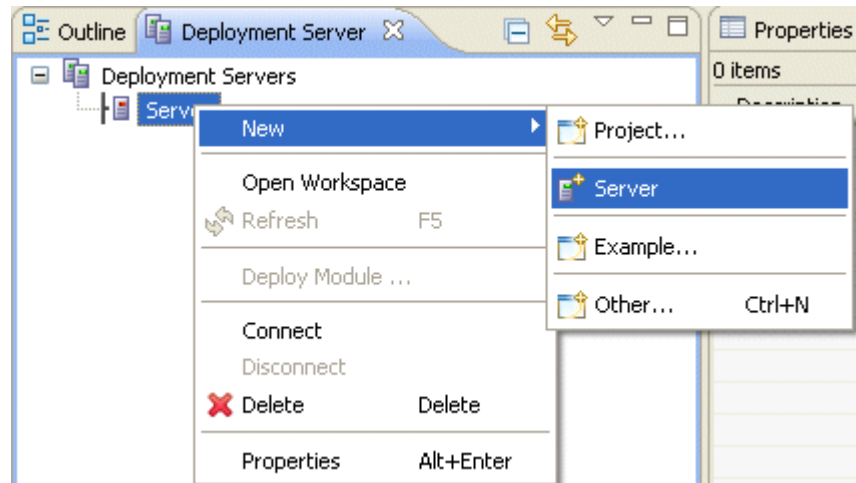 Outline Deployment Server Properties
Deployment Servers 0 items
New Project...
Open Workspace Server
Refresh F5 Example...
Deploy Module ... Other... Ctrl+N
Connect
Disconnect
Delete Delete
Properties Alt+Enter